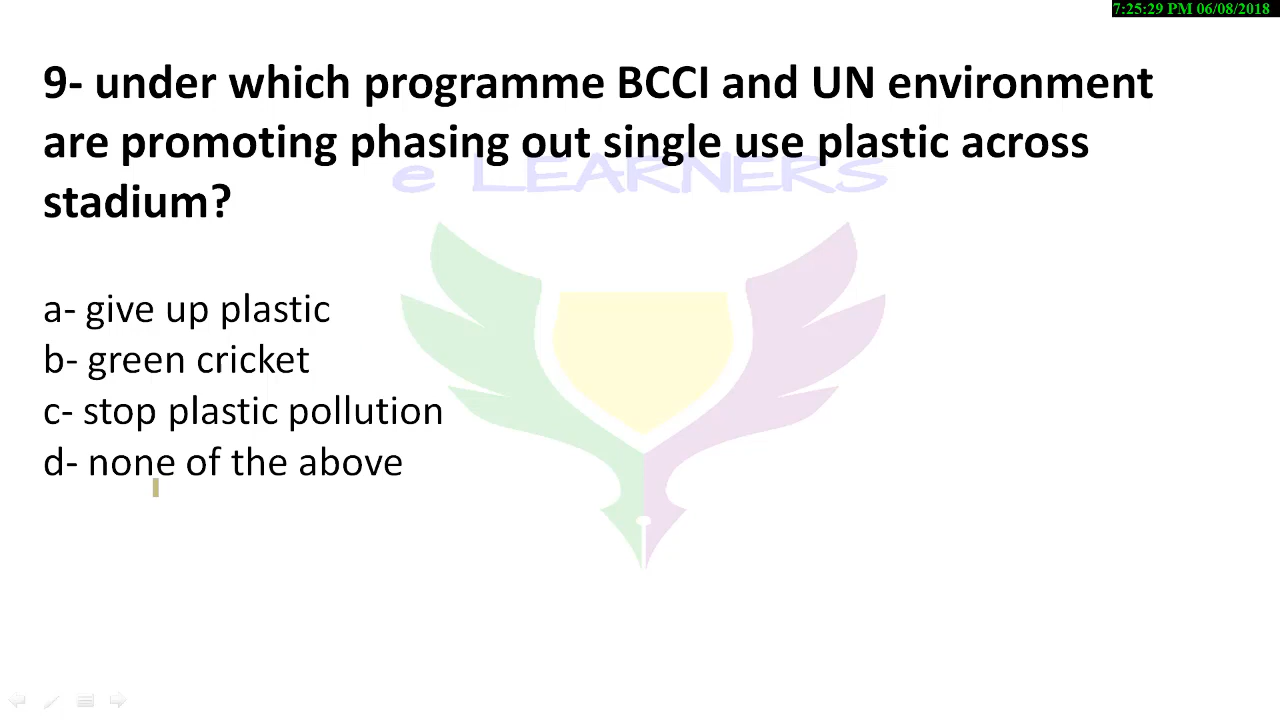 7:25:29 PM 06/08/2018
9- under which programme BCCI and UN environment
are promoting phasing out single use plastic across
stadium?
e LEARNERS
a- give up plastic
b- green cricket
c- stop plastic pollution
d- none of the above